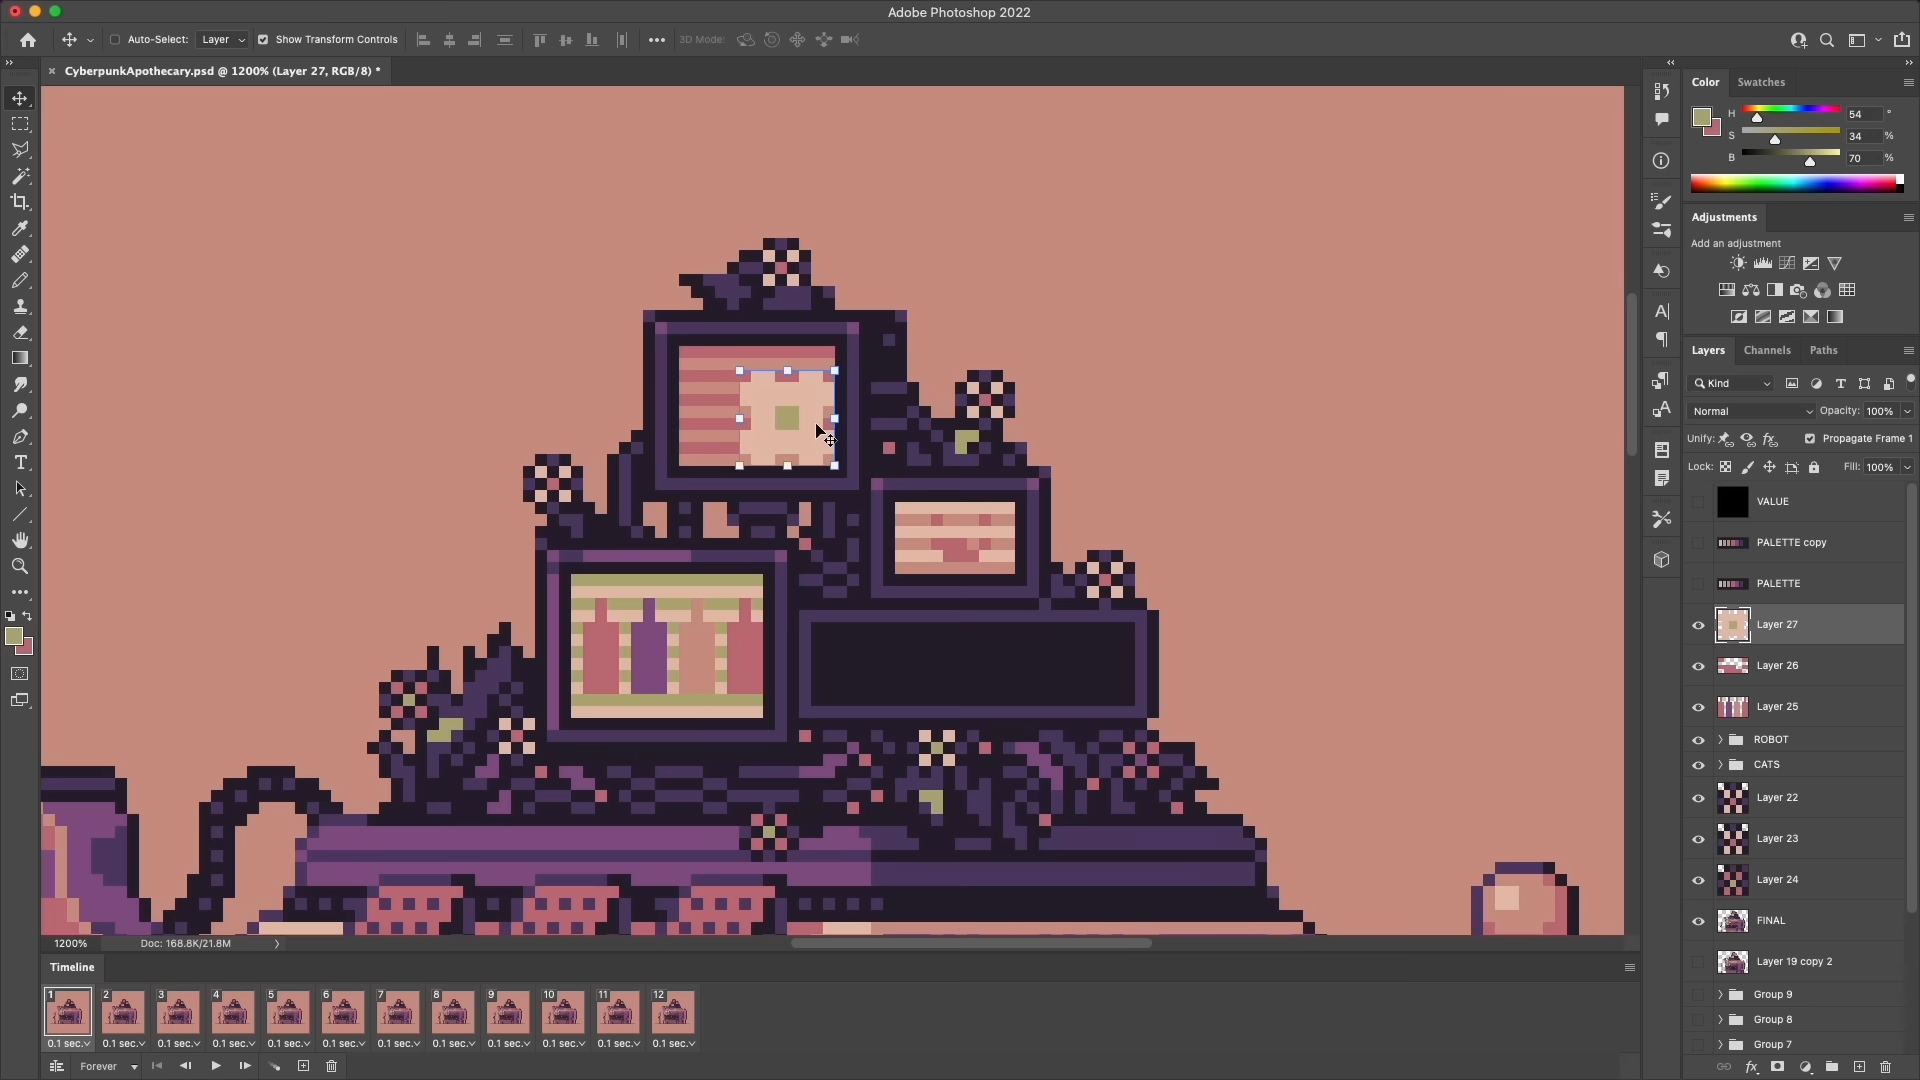 Adobe Photoshop 2022
Auto-Select: Layer Show Transform Controls 3D Mode:
CyberpunkApothecary.psd @ 1200% (Layer 27, RGB/8) *
Color Swatches
H 54 °
S 34 %
B 70 %
Adjustments
Add an adjustment
Layers Channels Paths
Kind
Normal Opacity: 100%
Unify: Propagate Frame 1
Lock: Fill: 100%
VALUE
PALETTE copy
PALETTE
Layer 27
Layer 26
Layer 25
ROBOT
CATS
Layer 22
Layer 23
Layer 24
FINAL
Layer 19 copy 2
Group 9
Group 8
Group 7
1200% Doc: 168.8K/21.8M
Timeline
1 2 3 4 5 6 7 8 9 10 11 12
0.1 sec. 0.1 sec. 0.1 sec. 0.1 sec. 0.1 sec. 0.1 sec. 0.1 sec. 0.1 sec. 0.1 sec. 0.1 sec. 0.1 sec. 0.1 sec.
Forever